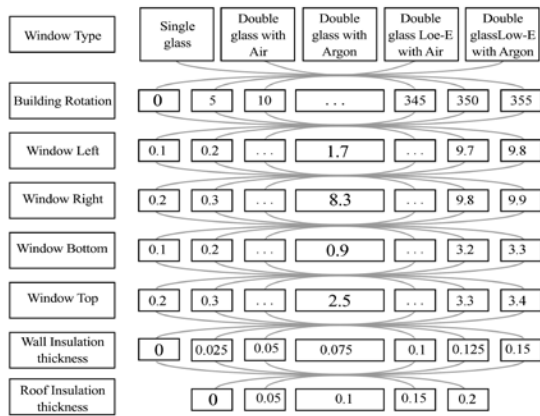 Window Type
Single glass
Double glass with Air
Double glass with Argon
Double glass Loe-E with Air
Double glassLow-E with Argon
Building Rotation
0 5 10 ... 345 350 355
Window Left
0.1 0.2 ... 1.7 ... 9.7 9.8
Window Right
0.2 0.3 ... 8.3 ... 9.8 9.9
Window Bottom
0.1 0.2 ... 0.9 ... 3.2 3.3
Window Top
0.2 0.3 ... 2.5 ... 3.3 3.4
Wall Insulation thickness
0 0.025 0.05 0.075 0.1 0.125 0.15
Roof Insulation thickness
0 0.05 0.1 0.15 0.2